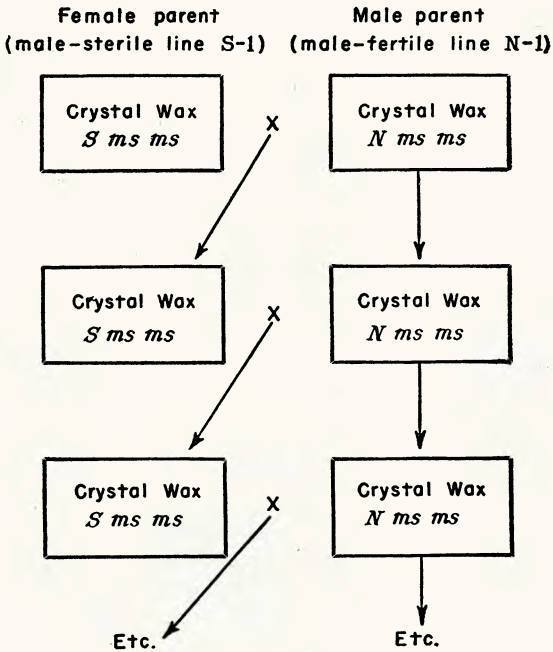 Female parent
(male-sterile line S-1)
Male parent
(male-fertile line N-1)
Crystal Wax
S ms ms
X
Crystal Wax
N ms ms
Crystal Wax
S ms ms
X
Crystal Wax
N ms ms
Crystal Wax
S ms ms
X
Crystal Wax
N ms ms
Etc.
Etc.